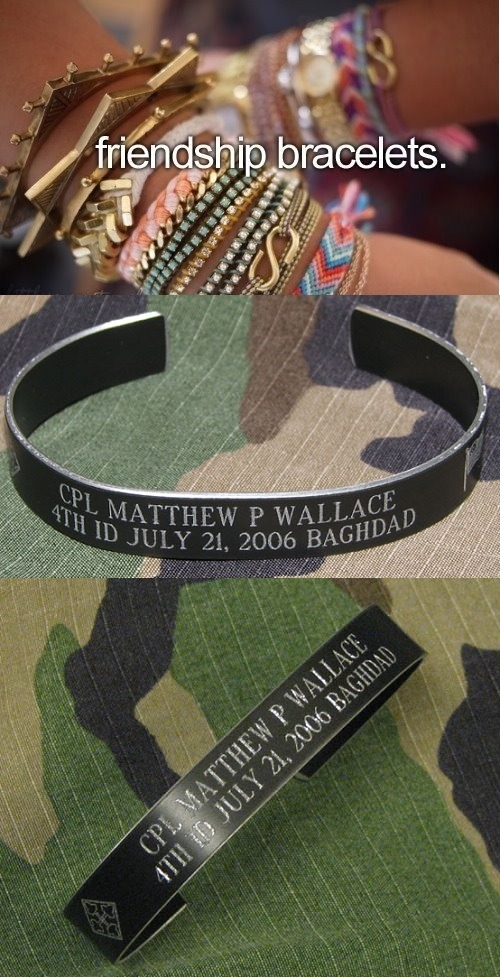 friendship bracelets.
CPL MATTHEW P WALLACE
4TH ID JULY 21, 2006 BAGHDAD
CPL MATTHEW P WALLACE
4TH ID JULY 21, 2006 BAGHDAD